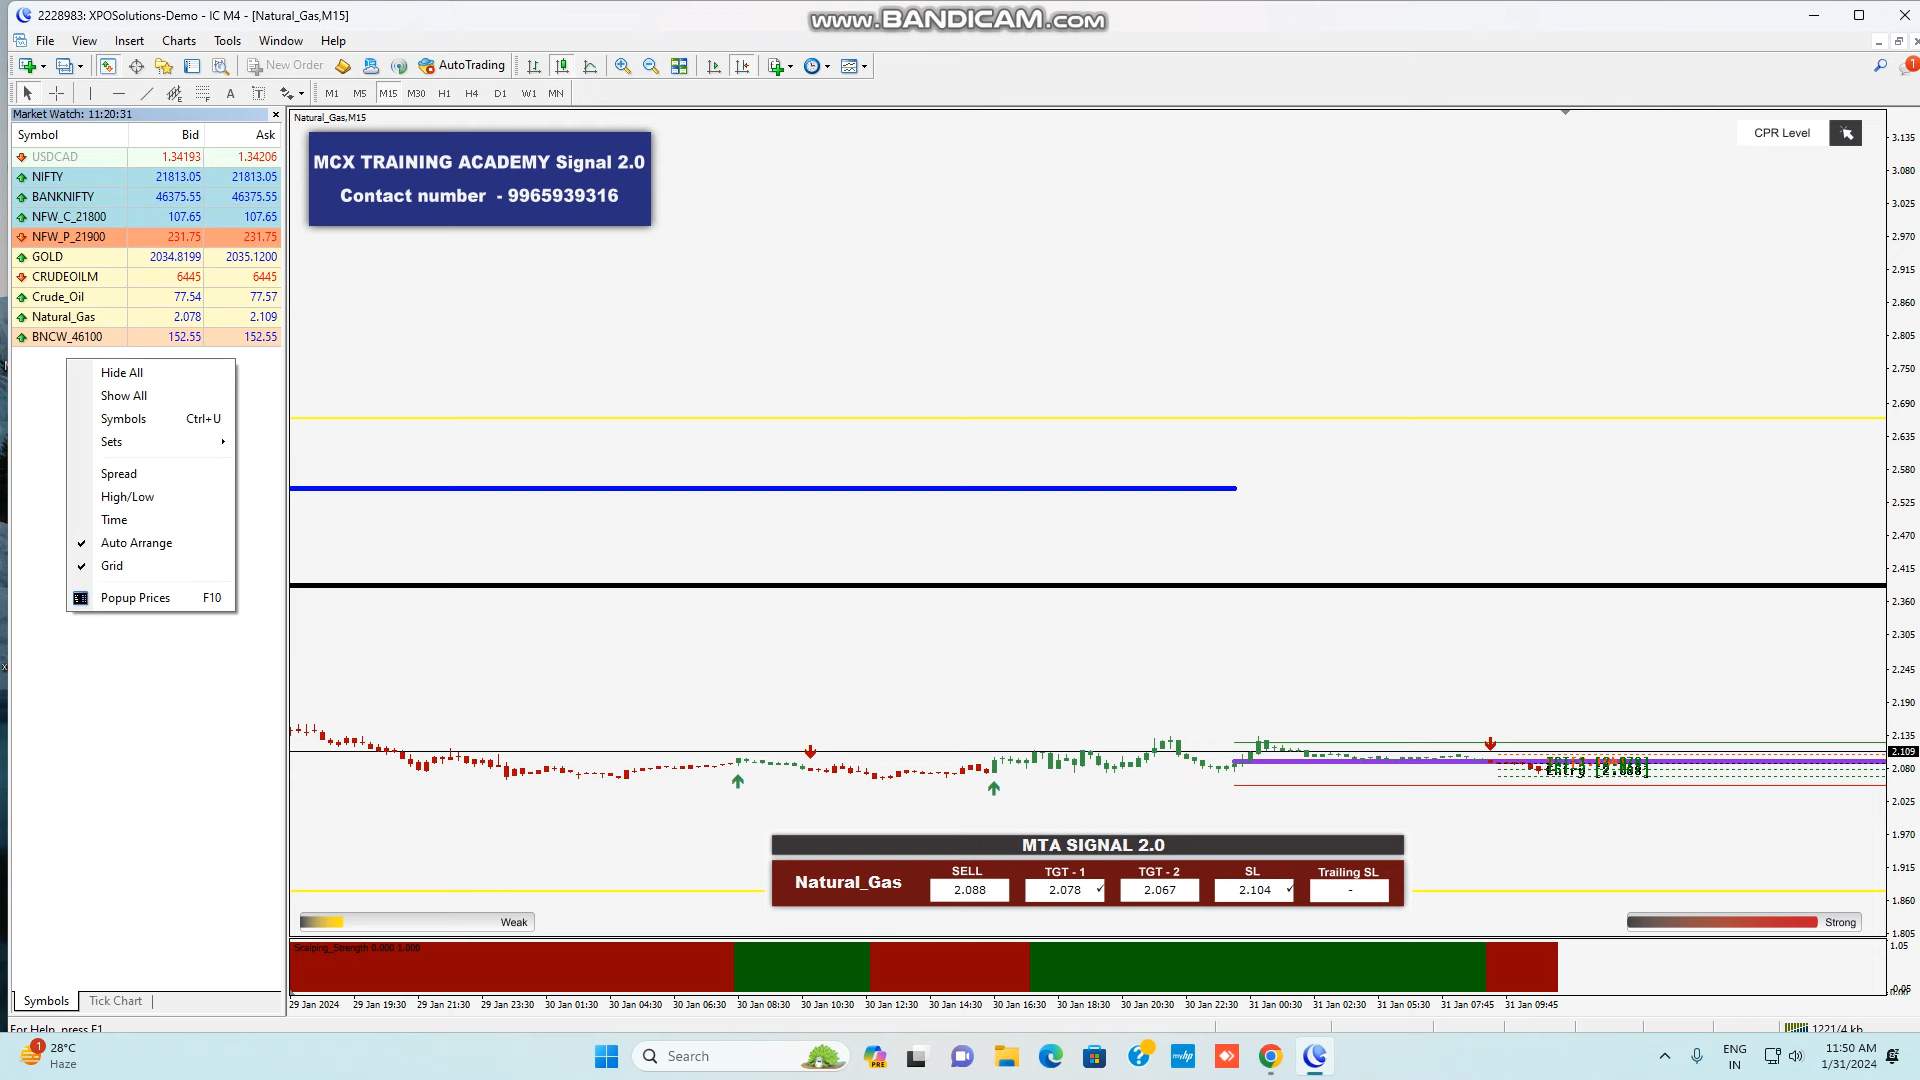 2228983: XPOSolutions-Demo - IC M4 - [Natural_Gas,M15]
www.BANDICAM.com
File View Insert Charts Tools Window Help
New Order AutoTrading
1
A T M1 M5 M15 M30 H1 H4 D1 W1 MN
Market Watch: 11:20:31
Symbol Bid Ask
USDCAD 1.34193 1.34206
NIFTY 21813.05 21813.05
BANKNIFTY 46375.55 46375.55
NFW_C_21800 107.65 107.65
NFW_P_21900 231.75 231.75
GOLD 2034.8199 2035.1200
CRUDEOILM 6445 6445
Crude_Oil 77.54 77.57
Natural_Gas 2.078 2.109
BNCW_46100 152.55 152.55
Hide All
Show All
Symbols Ctrl+U
Sets
Spread
High/Low
Time
Auto Arrange
Grid
Popup Prices F10
Symbols Tick Chart
For Help, press F1
Natural_Gas,M15
MCX TRAINING ACADEMY Signal 2.0
Contact number - 9965939316
CPR Level
3.135
3.080
3.025
2.970
2.915
2.860
2.805
2.750
2.690
2.635
2.580
2.525
2.470
2.415
2.360
2.305
2.245
2.190
2.135
2.109
2.080
2.025
1.970
1.915
1.860
1.805
Entry [2.088]
MTA SIGNAL 2.0
Natural_Gas
SELL TGT - 1 TGT - 2 SL Trailing SL
2.088 2.078 2.067 2.104 -
Weak
Strong
Scalping_Strength 0.000 1.000
1.05
29 Jan 2024 29 Jan 19:30 29 Jan 21:30 29 Jan 23:30 30 Jan 01:30 30 Jan 04:30 30 Jan 06:30 30 Jan 08:30 30 Jan 10:30 30 Jan 12:30 30 Jan 14:30 30 Jan 16:30 30 Jan 18:30 30 Jan 20:30 30 Jan 22:30 31 Jan 00:30 31 Jan 02:30 31 Jan 05:30 31 Jan 07:45 31 Jan 09:45
1221/4 kb
1
28°C
Haze
Search
PRE
myhp
ENG
IN
11:50 AM
1/31/2024